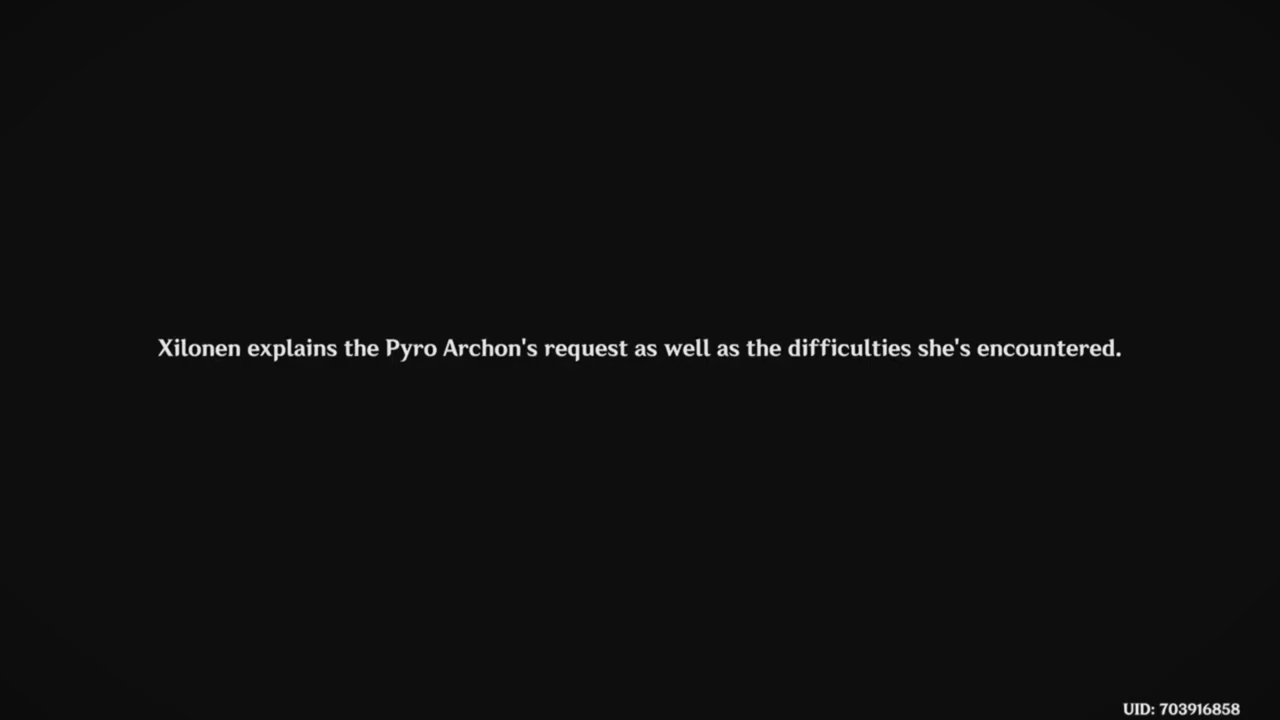 Xilonen explains the Pyro Archon's request as well as the difficulties she's encountered.
UID: 703916858